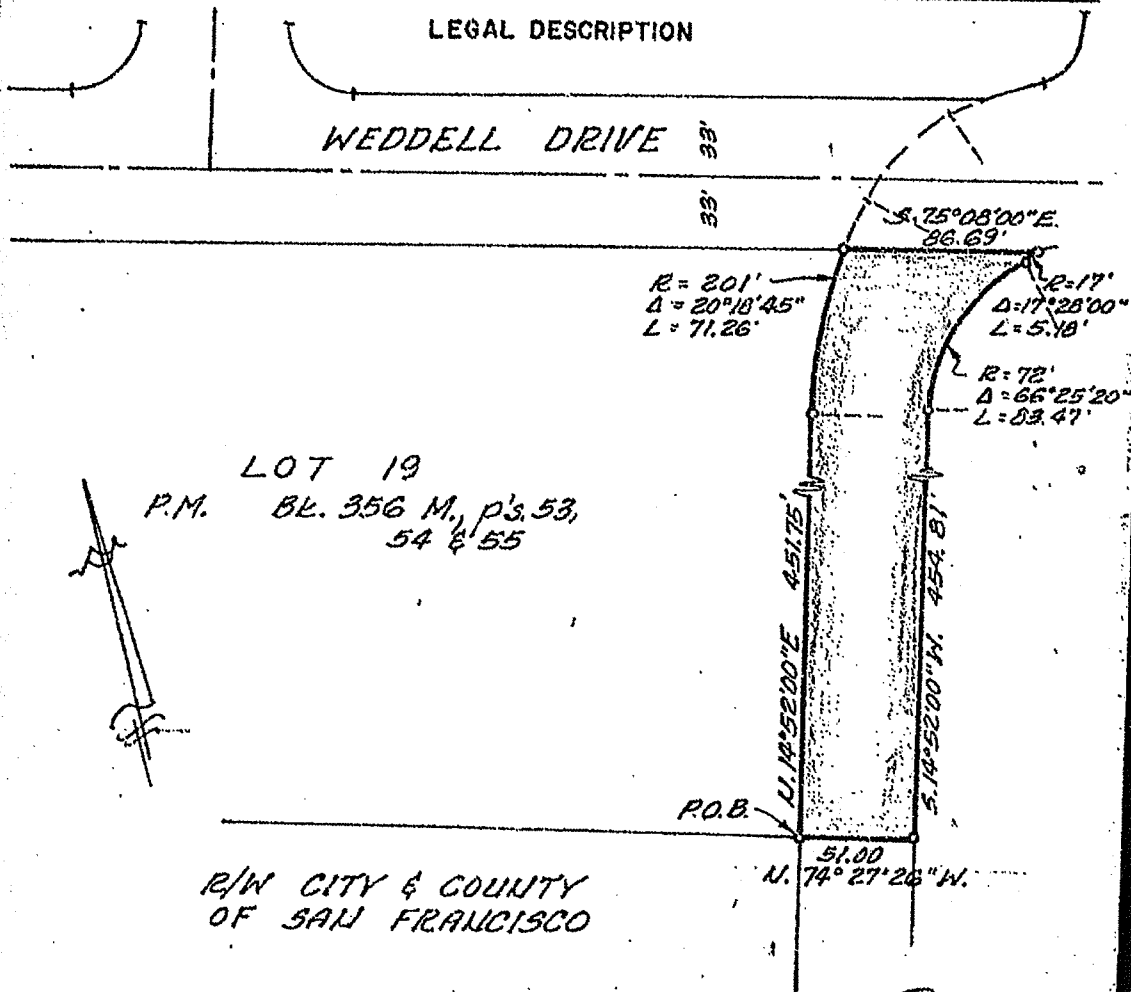 LEGAL DESCRIPTION
WEDDELL DRIVE
33'
33'
S. 75°08'00"E.
86.69'
R = 201'
Δ = 20°18'45"
L = 71.26'
R=17'
Δ=17°28'00"
L=5.18'
R=72'
Δ=66°25'20"
L=83.47'
LOT 19
P.M. Bk. 356 M., p's. 53,
54 & 55
N. 14°52'00"E 451.75'
S. 14°52'00"W. 454.81'
P.O.B.
51.00
N. 74°27'26"W.
R/W CITY & COUNTY
OF SAN FRANCISCO